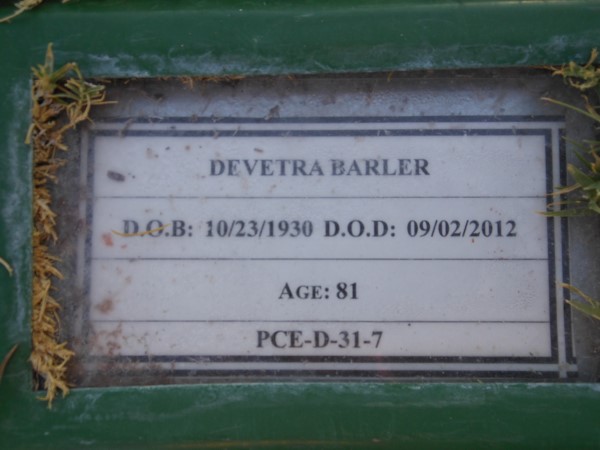 DEVETRA BARLER
D.O.B: 10/23/1930 D.O.D: 09/02/2012
AGE: 81
PCE-D-31-7